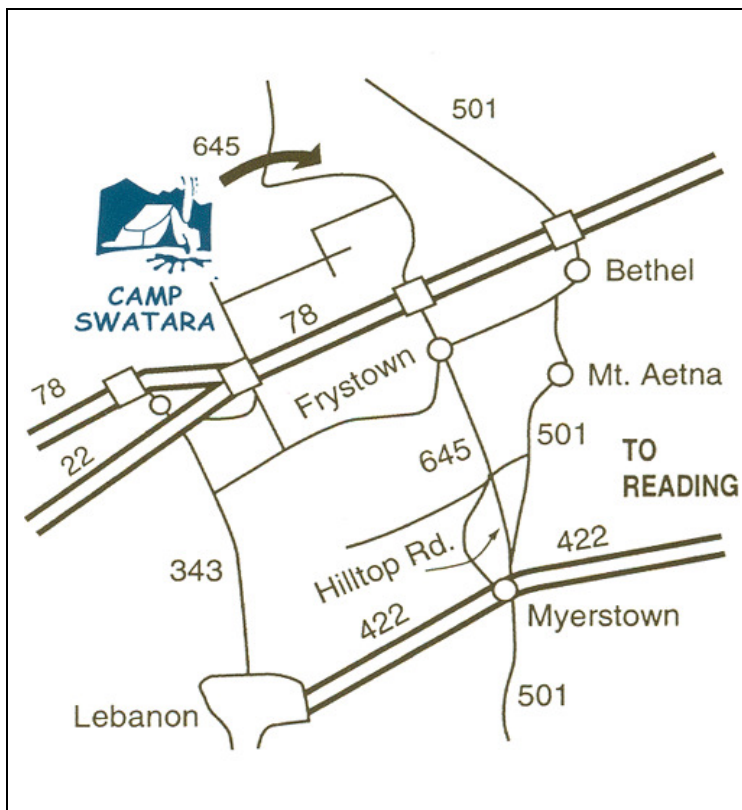 501
645
Bethel
CAMP
SWATARA
78
78
Frystown
Mt. Aetna
22
645
501
TO
READING
343
Hilltop Rd.
422
422
Myerstown
Lebanon
501